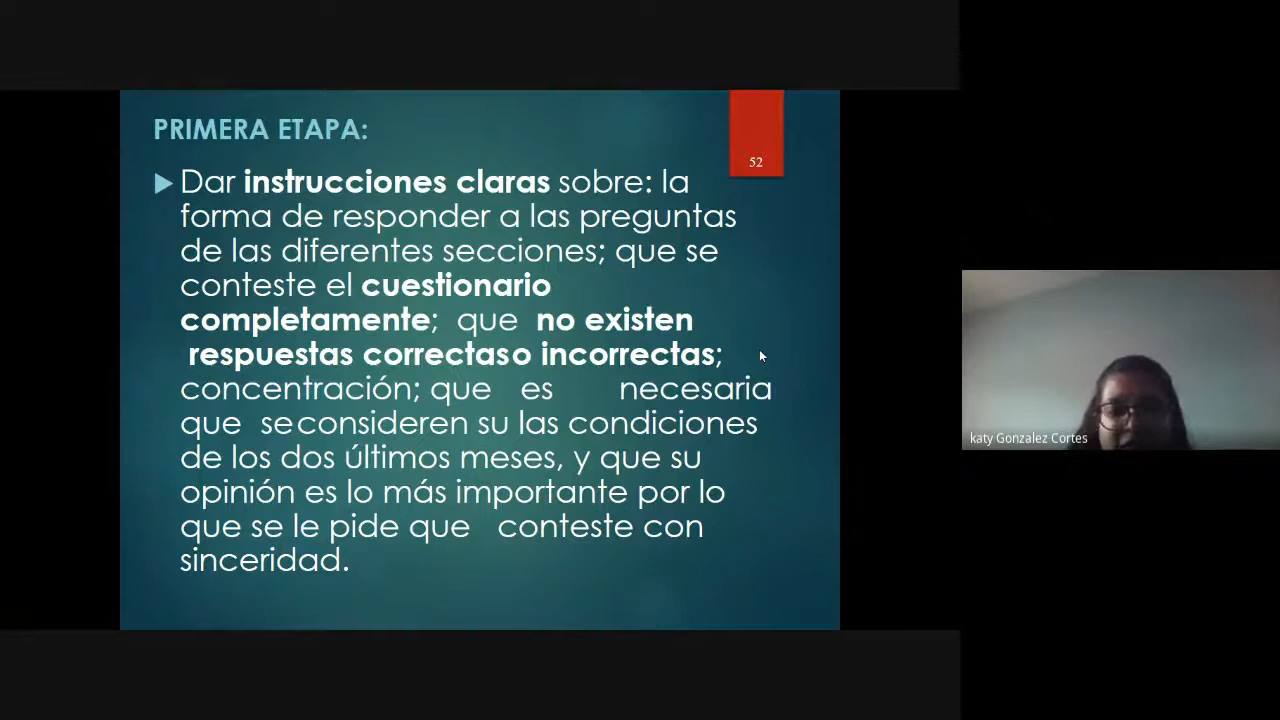 PRIMERA ETAPA:
52
Dar instrucciones claras sobre: la
forma de responder a las preguntas
de las diferentes secciones; que se
conteste el cuestionario
completamente; que no existen
respuestas correctaso incorrectas;
concentración; que es necesaria
que seconsideren su las condiciones
de los dos últimos meses, y que su
opinión es lo más importante por lo
que se le pide que conteste con
sinceridad.
katy Gonzalez Cortes